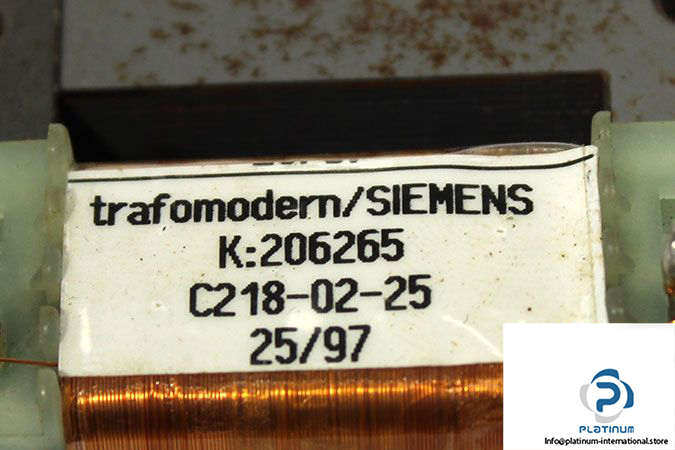 trafomodern/SIEMENS
K:206265
C218-02-25
25/97
PLATINUM
Info@platinum-international.store